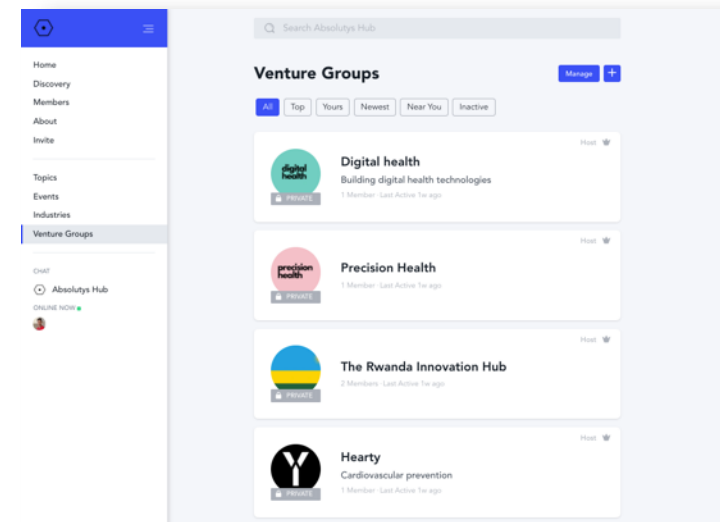 Search Absolutys Hub
Home
Discovery
Members
About
Invite
Topics
Events
Industries
Venture Groups
CHAT
Absolutys Hub
ONLINE NOW
Venture Groups
Manage +
All Top Yours Newest Near You Inactive
Host
digital
health
PRIVATE
Digital health
Building digital health technologies
1 Member · Last Active 1w ago
Host
precision
health
PRIVATE
Precision Health
1 Member · Last Active 1w ago
Host
PRIVATE
The Rwanda Innovation Hub
2 Members · Last Active 1w ago
Host
PRIVATE
Hearty
Cardiovascular prevention
1 Member · Last Active 1w ago